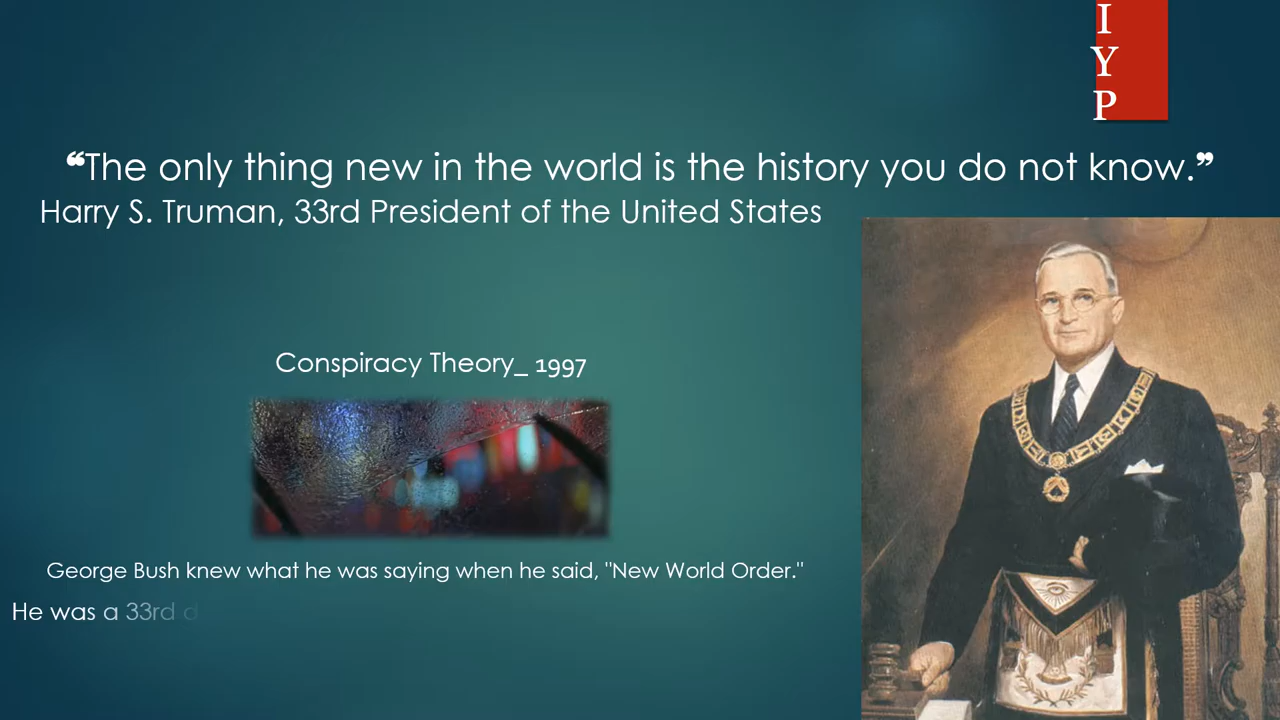 I
Y
P
❝The only thing new in the world is the history you do not know.❞
Harry S. Truman, 33rd President of the United States
Conspiracy Theory_ 1997
George Bush knew what he was saying when he said, "New World Order."
He was a 33rd d